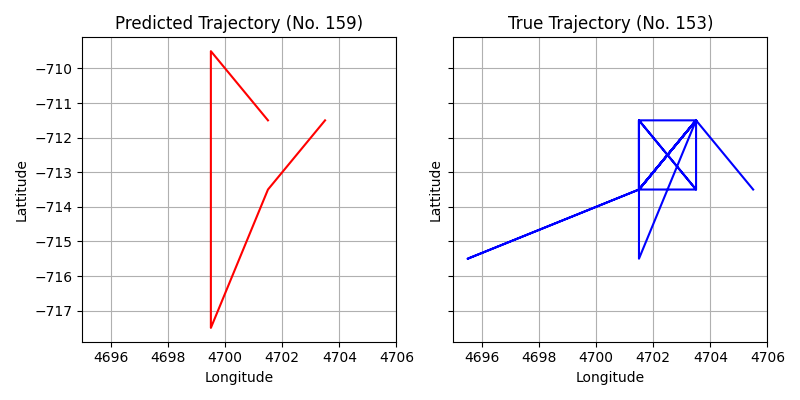 Predicted Trajectory (No. 159)
True Trajectory (No. 153)
−710
−711
−712
−713
−714
−715
−716
−717
Lattitude
Lattitude
4696 4698 4700 4702 4704 4706
4696 4698 4700 4702 4704 4706
Longitude
Longitude